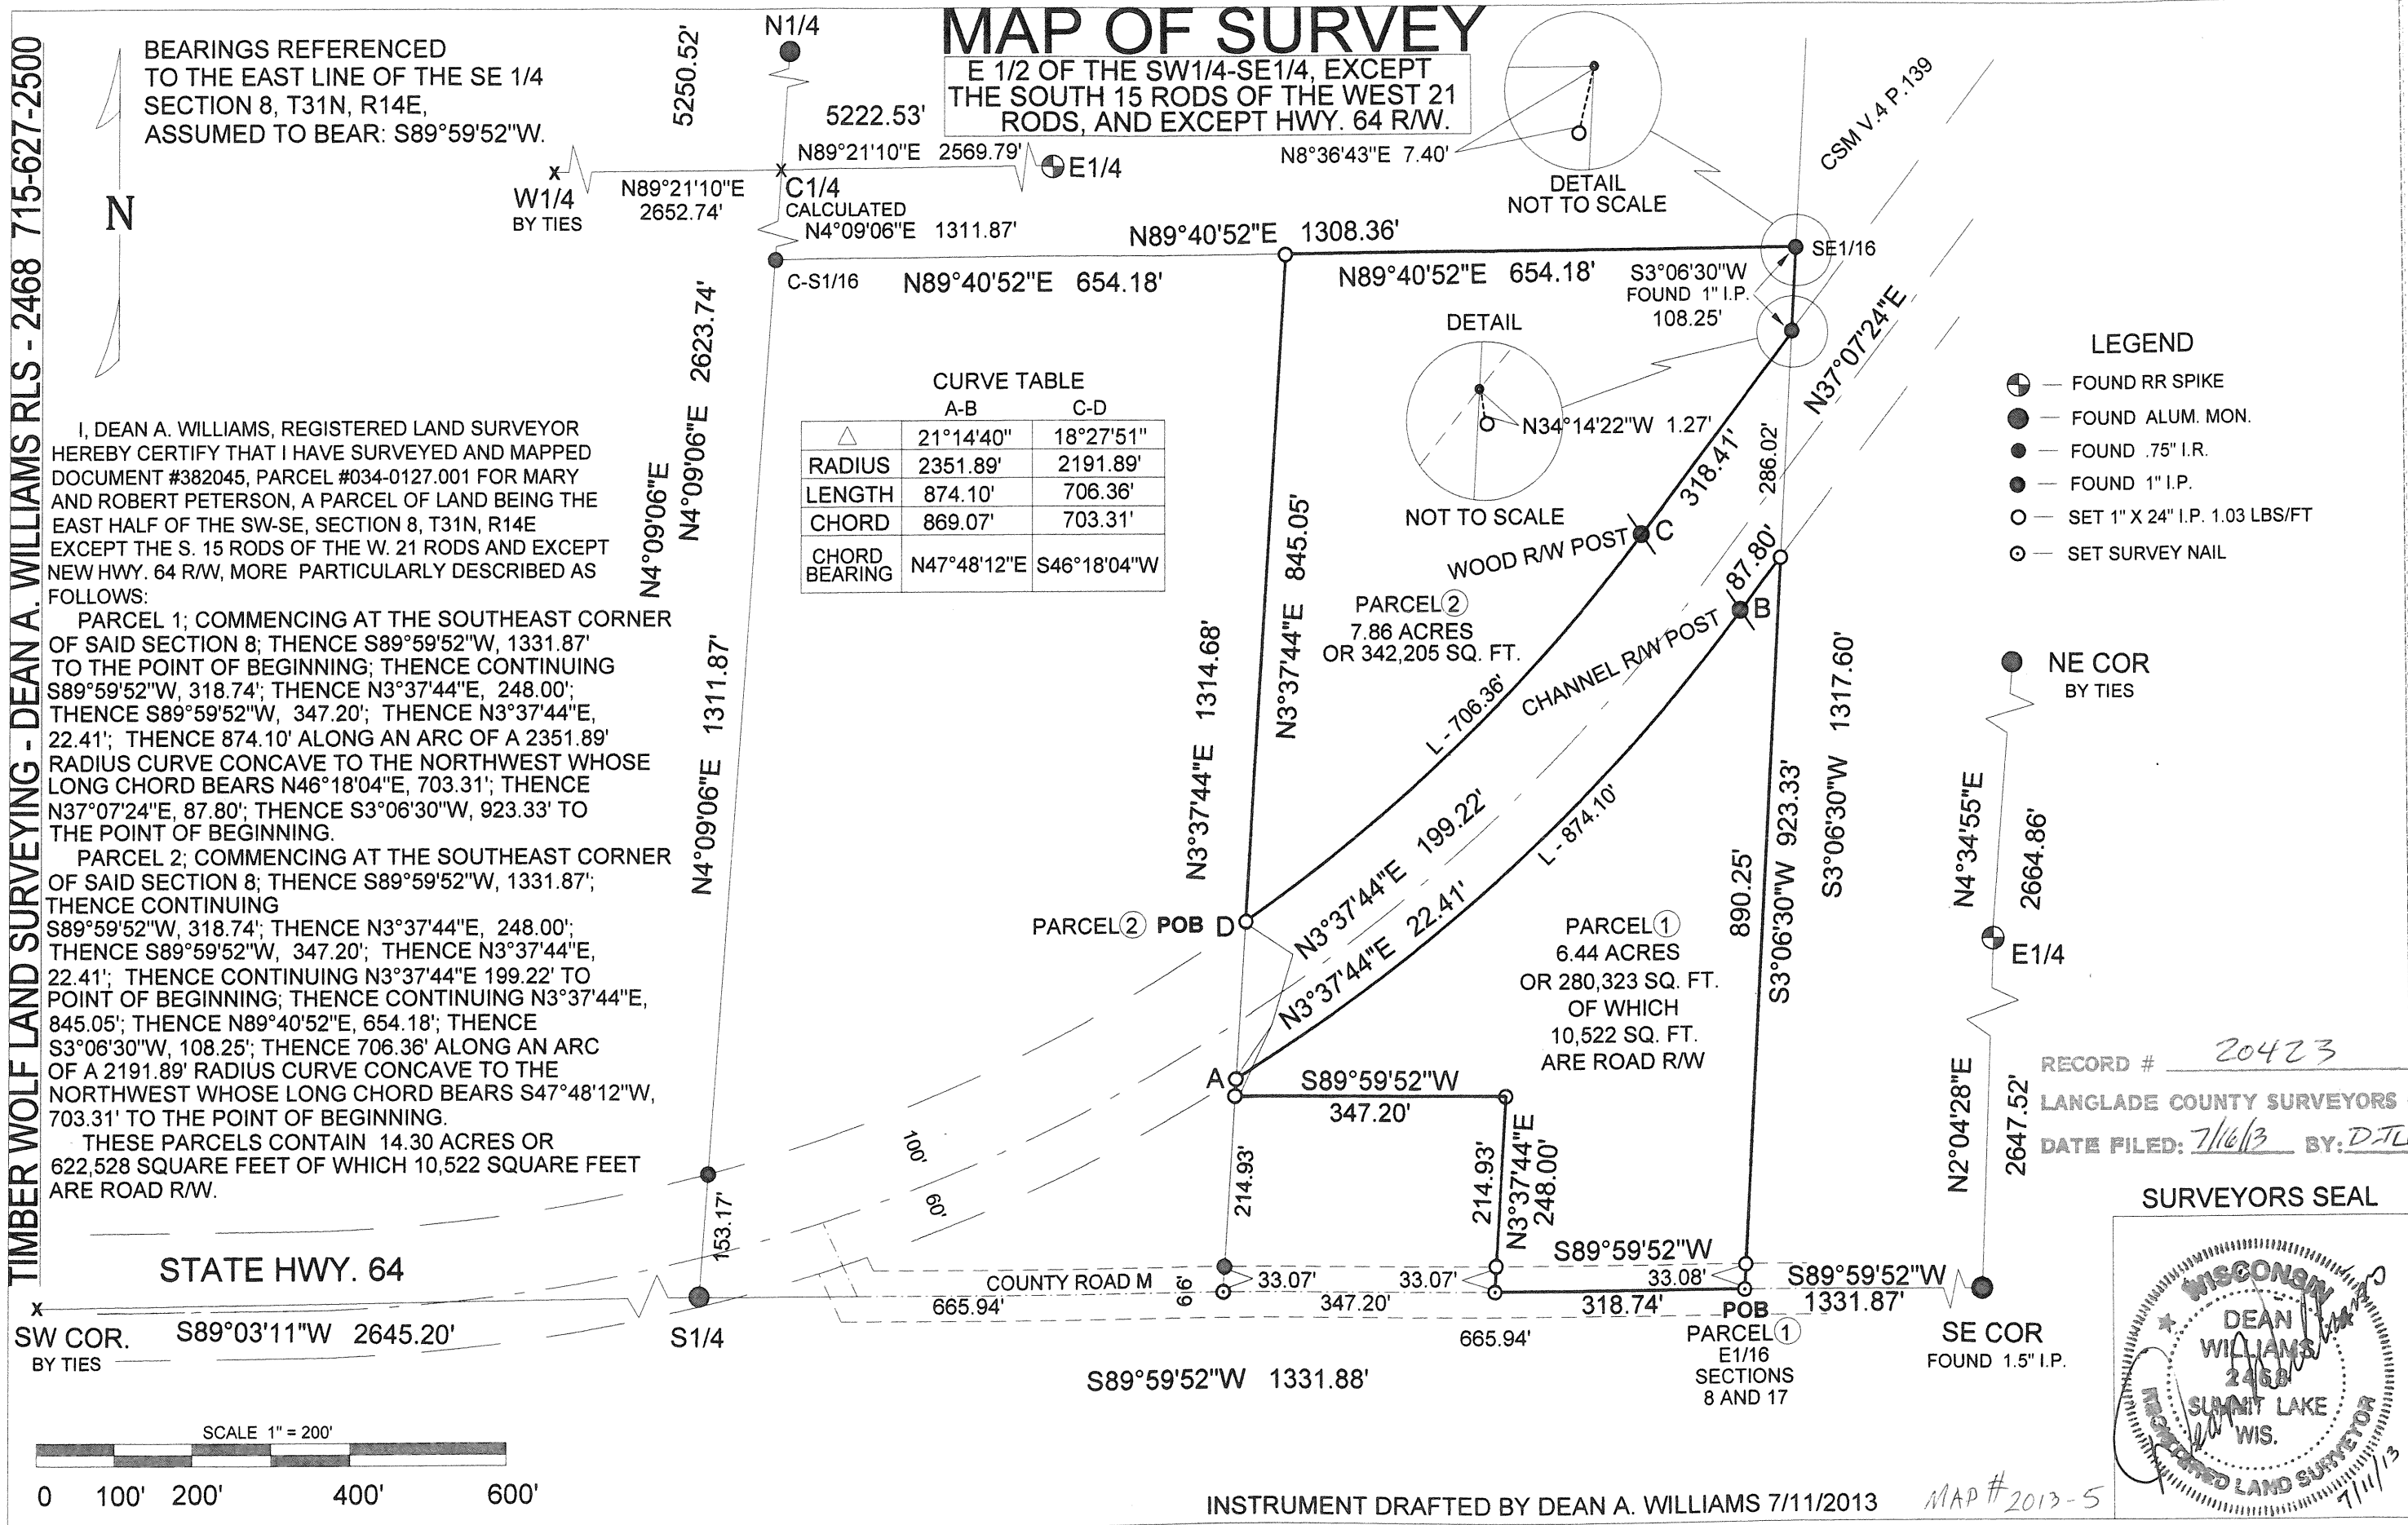 MAP OF SURVEY
E 1/2 OF THE SW1/4-SE1/4, EXCEPT
THE SOUTH 15 RODS OF THE WEST 21
RODS, AND EXCEPT HWY. 64 R/W.
TIMBER WOLF LAND SURVEYING - DEAN A. WILLIAMS RLS - 2468 715-627-2500
BEARINGS REFERENCED
TO THE EAST LINE OF THE SE 1/4
SECTION 8, T31N, R14E,
ASSUMED TO BEAR: S89°59'52"W.
N
N1/4
5250.52'
5222.53'
N89°21'10"E 2569.79'
E1/4
W1/4
BY TIES
N89°21'10"E
2652.74'
C1/4
CALCULATED
N4°09'06"E 1311.87'
N8°36'43"E 7.40'
DETAIL
NOT TO SCALE
CSM V.4 P.139
N89°40'52"E 1308.36'
C-S1/16
N89°40'52"E 654.18'
N89°40'52"E 654.18'
SE1/16
S3°06'30"W
FOUND 1" I.P.
108.25'
DETAIL
N34°14'22"W 1.27'
NOT TO SCALE
N37°07'24"E
LEGEND
FOUND RR SPIKE
FOUND ALUM. MON.
FOUND .75" I.R.
FOUND 1" I.P.
SET 1" X 24" I.P. 1.03 LBS/FT
SET SURVEY NAIL
CURVE TABLE
A-B C-D
△ 21°14'40" 18°27'51"
RADIUS 2351.89' 2191.89'
LENGTH 874.10' 706.36'
CHORD 869.07' 703.31'
CHORD BEARING N47°48'12"E S46°18'04"W
I, DEAN A. WILLIAMS, REGISTERED LAND SURVEYOR
HEREBY CERTIFY THAT I HAVE SURVEYED AND MAPPED
DOCUMENT #382045, PARCEL #034-0127.001 FOR MARY
AND ROBERT PETERSON, A PARCEL OF LAND BEING THE
EAST HALF OF THE SW-SE, SECTION 8, T31N, R14E
EXCEPT THE S. 15 RODS OF THE W. 21 RODS AND EXCEPT
NEW HWY. 64 R/W, MORE PARTICULARLY DESCRIBED AS
FOLLOWS:
PARCEL 1; COMMENCING AT THE SOUTHEAST CORNER
OF SAID SECTION 8; THENCE S89°59'52"W, 1331.87'
TO THE POINT OF BEGINNING; THENCE CONTINUING
S89°59'52"W, 318.74'; THENCE N3°37'44"E, 248.00';
THENCE S89°59'52"W, 347.20'; THENCE N3°37'44"E,
22.41'; THENCE 874.10' ALONG AN ARC OF A 2351.89'
RADIUS CURVE CONCAVE TO THE NORTHWEST WHOSE
LONG CHORD BEARS N46°18'04"E, 703.31'; THENCE
N37°07'24"E, 87.80'; THENCE S3°06'30"W, 923.33' TO
THE POINT OF BEGINNING.
PARCEL 2; COMMENCING AT THE SOUTHEAST CORNER
OF SAID SECTION 8; THENCE S89°59'52"W, 1331.87';
THENCE CONTINUING
S89°59'52"W, 318.74'; THENCE N3°37'44"E, 248.00';
THENCE S89°59'52"W, 347.20'; THENCE N3°37'44"E,
22.41'; THENCE CONTINUING N3°37'44"E 199.22' TO
POINT OF BEGINNING; THENCE CONTINUING N3°37'44"E,
845.05'; THENCE N89°40'52"E, 654.18'; THENCE
S3°06'30"W, 108.25'; THENCE 706.36' ALONG AN ARC
OF A 2191.89' RADIUS CURVE CONCAVE TO THE
NORTHWEST WHOSE LONG CHORD BEARS S47°48'12"W,
703.31' TO THE POINT OF BEGINNING.
THESE PARCELS CONTAIN 14.30 ACRES OR
622,528 SQUARE FEET OF WHICH 10,522 SQUARE FEET
ARE ROAD R/W.
N4°09'06"E
N4°09'06"E 2623.74'
N4°09'06"E 1311.87'
N3°37'44"E 1314.68'
N3°37'44"E 845.05'
318.41'
286.02'
WOOD R/W POST
C
87.80'
B
CHANNEL R/W POST
PARCEL 2
7.86 ACRES
OR 342,205 SQ. FT.
L - 706.36'
L - 874.10'
N3°37'44"E 199.22'
N3°37'44"E 22.41'
PARCEL 2 POB D
A
PARCEL 1
6.44 ACRES
OR 280,323 SQ. FT.
OF WHICH
10,522 SQ. FT.
ARE ROAD R/W
890.25'
S3°06'30"W 923.33'
S3°06'30"W 1317.60'
NE COR
BY TIES
N4°34'55"E
2664.86'
E1/4
N2°04'28"E
2647.52'
S89°59'52"W
347.20'
214.93'
214.93'
N3°37'44"E
248.00'
100'
60'
153.17'
STATE HWY. 64
COUNTY ROAD M
66'
33.07'
33.07'
S89°59'52"W
33.08'
S89°59'52"W
665.94'
347.20'
318.74'
POB
1331.87'
PARCEL 1
E1/16
SECTIONS
8 AND 17
665.94'
SW COR.
BY TIES
S89°03'11"W 2645.20'
S1/4
S89°59'52"W 1331.88'
SE COR
FOUND 1.5" I.P.
RECORD # 20423
LANGLADE COUNTY SURVEYORS
DATE FILED: 7/16/13 BY:
SURVEYORS SEAL
WISCONSIN
DEAN
WILLIAMS
2468
SUMMIT LAKE
WIS.
REGISTERED LAND SURVEYOR
7/11/13
SCALE 1" = 200'
0 100' 200' 400' 600'
INSTRUMENT DRAFTED BY DEAN A. WILLIAMS 7/11/2013
MAP # 2013-5